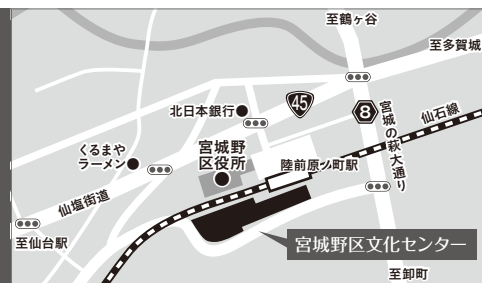 至鶴ヶ谷
至多賀城
北日本銀行
45
8
宮城の萩大通り
仙石線
くるまや
ラーメン
宮城野
区役所
陸前原ノ町駅
仙塩街道
至仙台駅
宮城野区文化センター
至卸町